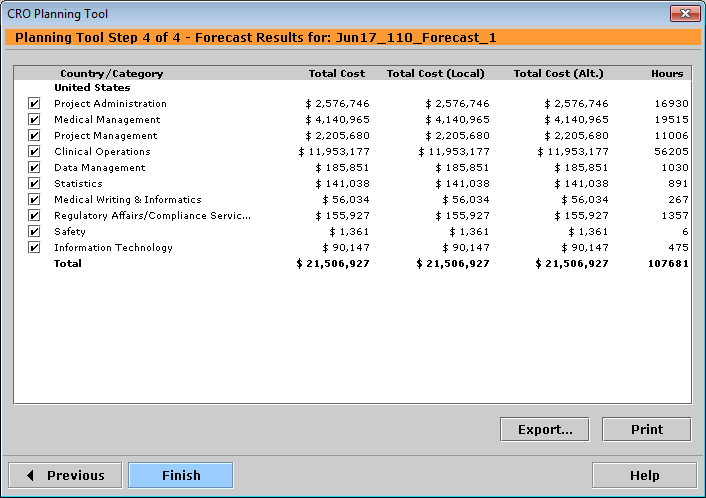 CRO Planning Tool
Planning Tool Step 4 of 4 - Forecast Results for: Jun17_110_Forecast_1
Country/Category Total Cost Total Cost (Local) Total Cost (Alt.) Hours
United States
Project Administration $ 2,576,746 $ 2,576,746 $ 2,576,746 16930
Medical Management $ 4,140,965 $ 4,140,965 $ 4,140,965 19515
Project Management $ 2,205,680 $ 2,205,680 $ 2,205,680 11006
Clinical Operations $ 11,953,177 $ 11,953,177 $ 11,953,177 56205
Data Management $ 185,851 $ 185,851 $ 185,851 1030
Statistics $ 141,038 $ 141,038 $ 141,038 891
Medical Writing & Informatics $ 56,034 $ 56,034 $ 56,034 267
Regulatory Affairs/Compliance Servic... $ 155,927 $ 155,927 $ 155,927 1357
Safety $ 1,361 $ 1,361 $ 1,361 6
Information Technology $ 90,147 $ 90,147 $ 90,147 475
Total $ 21,506,927 $ 21,506,927 $ 21,506,927 107681
Export... Print
Previous Finish Help